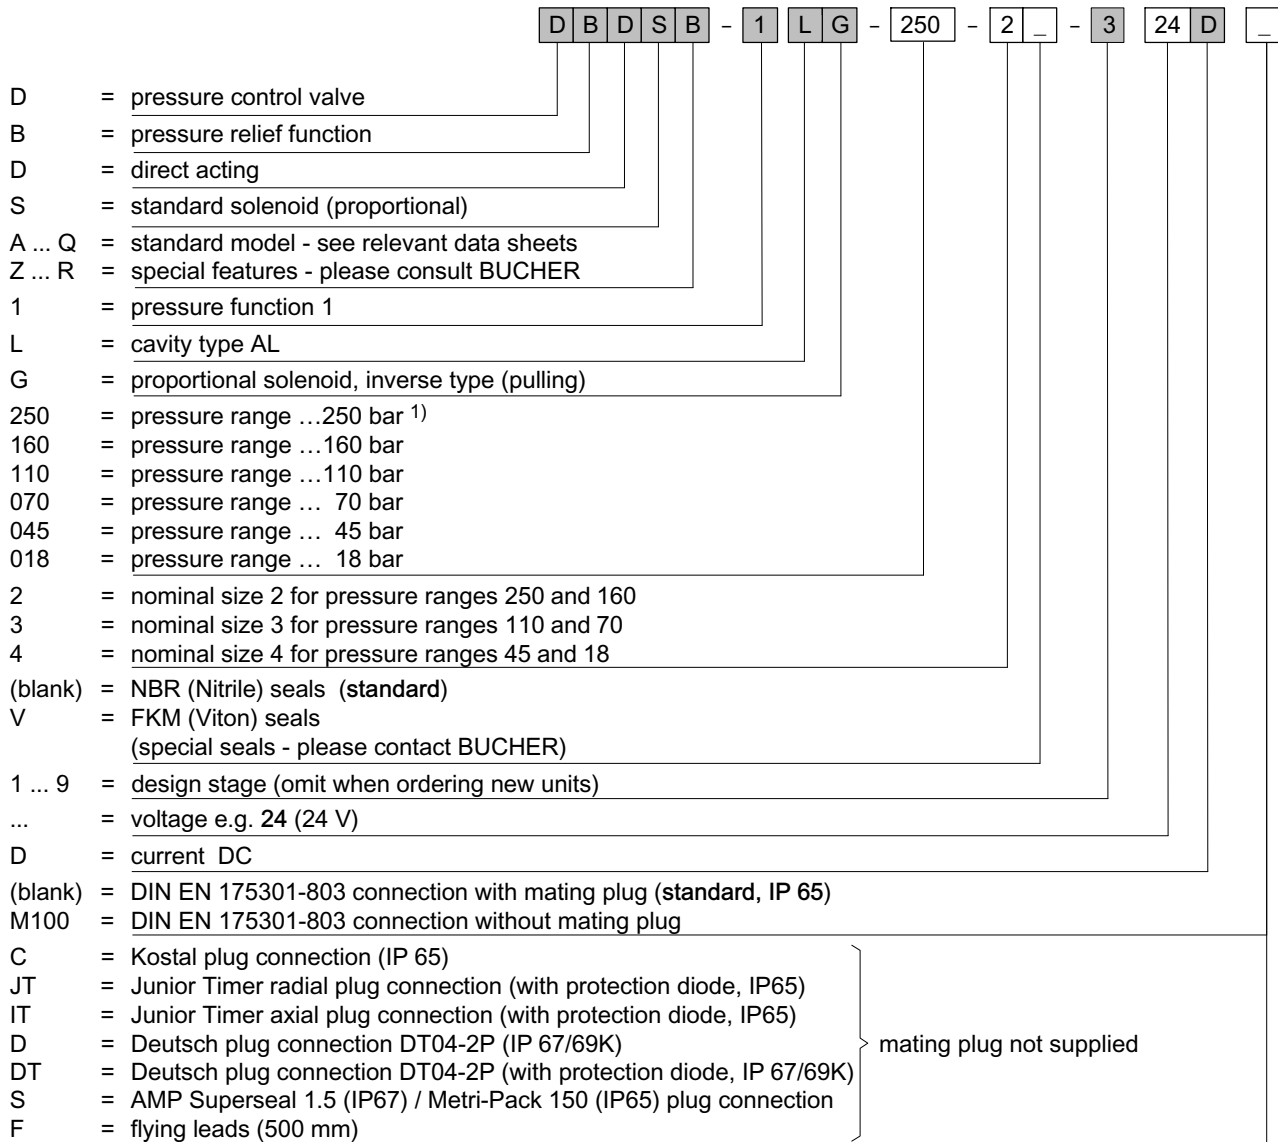 D B D S B – 1 L G – 250 – 2 _ – 3 24 D _
D = pressure control valve
B = pressure relief function
D = direct acting
S = standard solenoid (proportional)
A ... Q = standard model - see relevant data sheets
Z ... R = special features - please consult BUCHER
1 = pressure function 1
L = cavity type AL
G = proportional solenoid, inverse type (pulling)
250 = pressure range …250 bar 1)
160 = pressure range …160 bar
110 = pressure range …110 bar
070 = pressure range … 70 bar
045 = pressure range … 45 bar
018 = pressure range … 18 bar
2 = nominal size 2 for pressure ranges 250 and 160
3 = nominal size 3 for pressure ranges 110 and 70
4 = nominal size 4 for pressure ranges 45 and 18
(blank) = NBR (Nitrile) seals (standard)
V = FKM (Viton) seals
(special seals - please contact BUCHER)
1 ... 9 = design stage (omit when ordering new units)
... = voltage e.g. 24 (24 V)
D = current DC
(blank) = DIN EN 175301-803 connection with mating plug (standard, IP 65)
M100 = DIN EN 175301-803 connection without mating plug
C = Kostal plug connection (IP 65)
JT = Junior Timer radial plug connection (with protection diode, IP65)
IT = Junior Timer axial plug connection (with protection diode, IP65)
D = Deutsch plug connection DT04-2P (IP 67/69K)
mating plug not supplied
DT = Deutsch plug connection DT04-2P (with protection diode, IP 67/69K)
S = AMP Superseal 1.5 (IP67) / Metri-Pack 150 (IP65) plug connection
F = flying leads (500 mm)